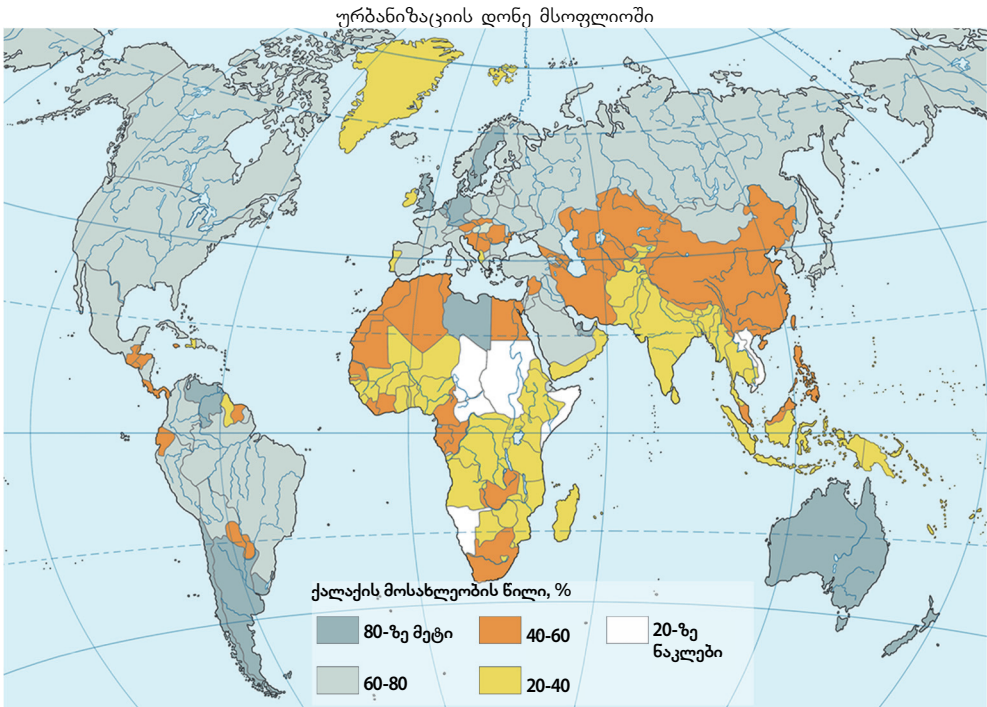 ურბანიზაციის დონე მსოფლიოში
ქალაქის მოსახლეობის წილი, %
80-ზე მეტი
40-60
20-ზე
ნაკლები
60-80
20-40